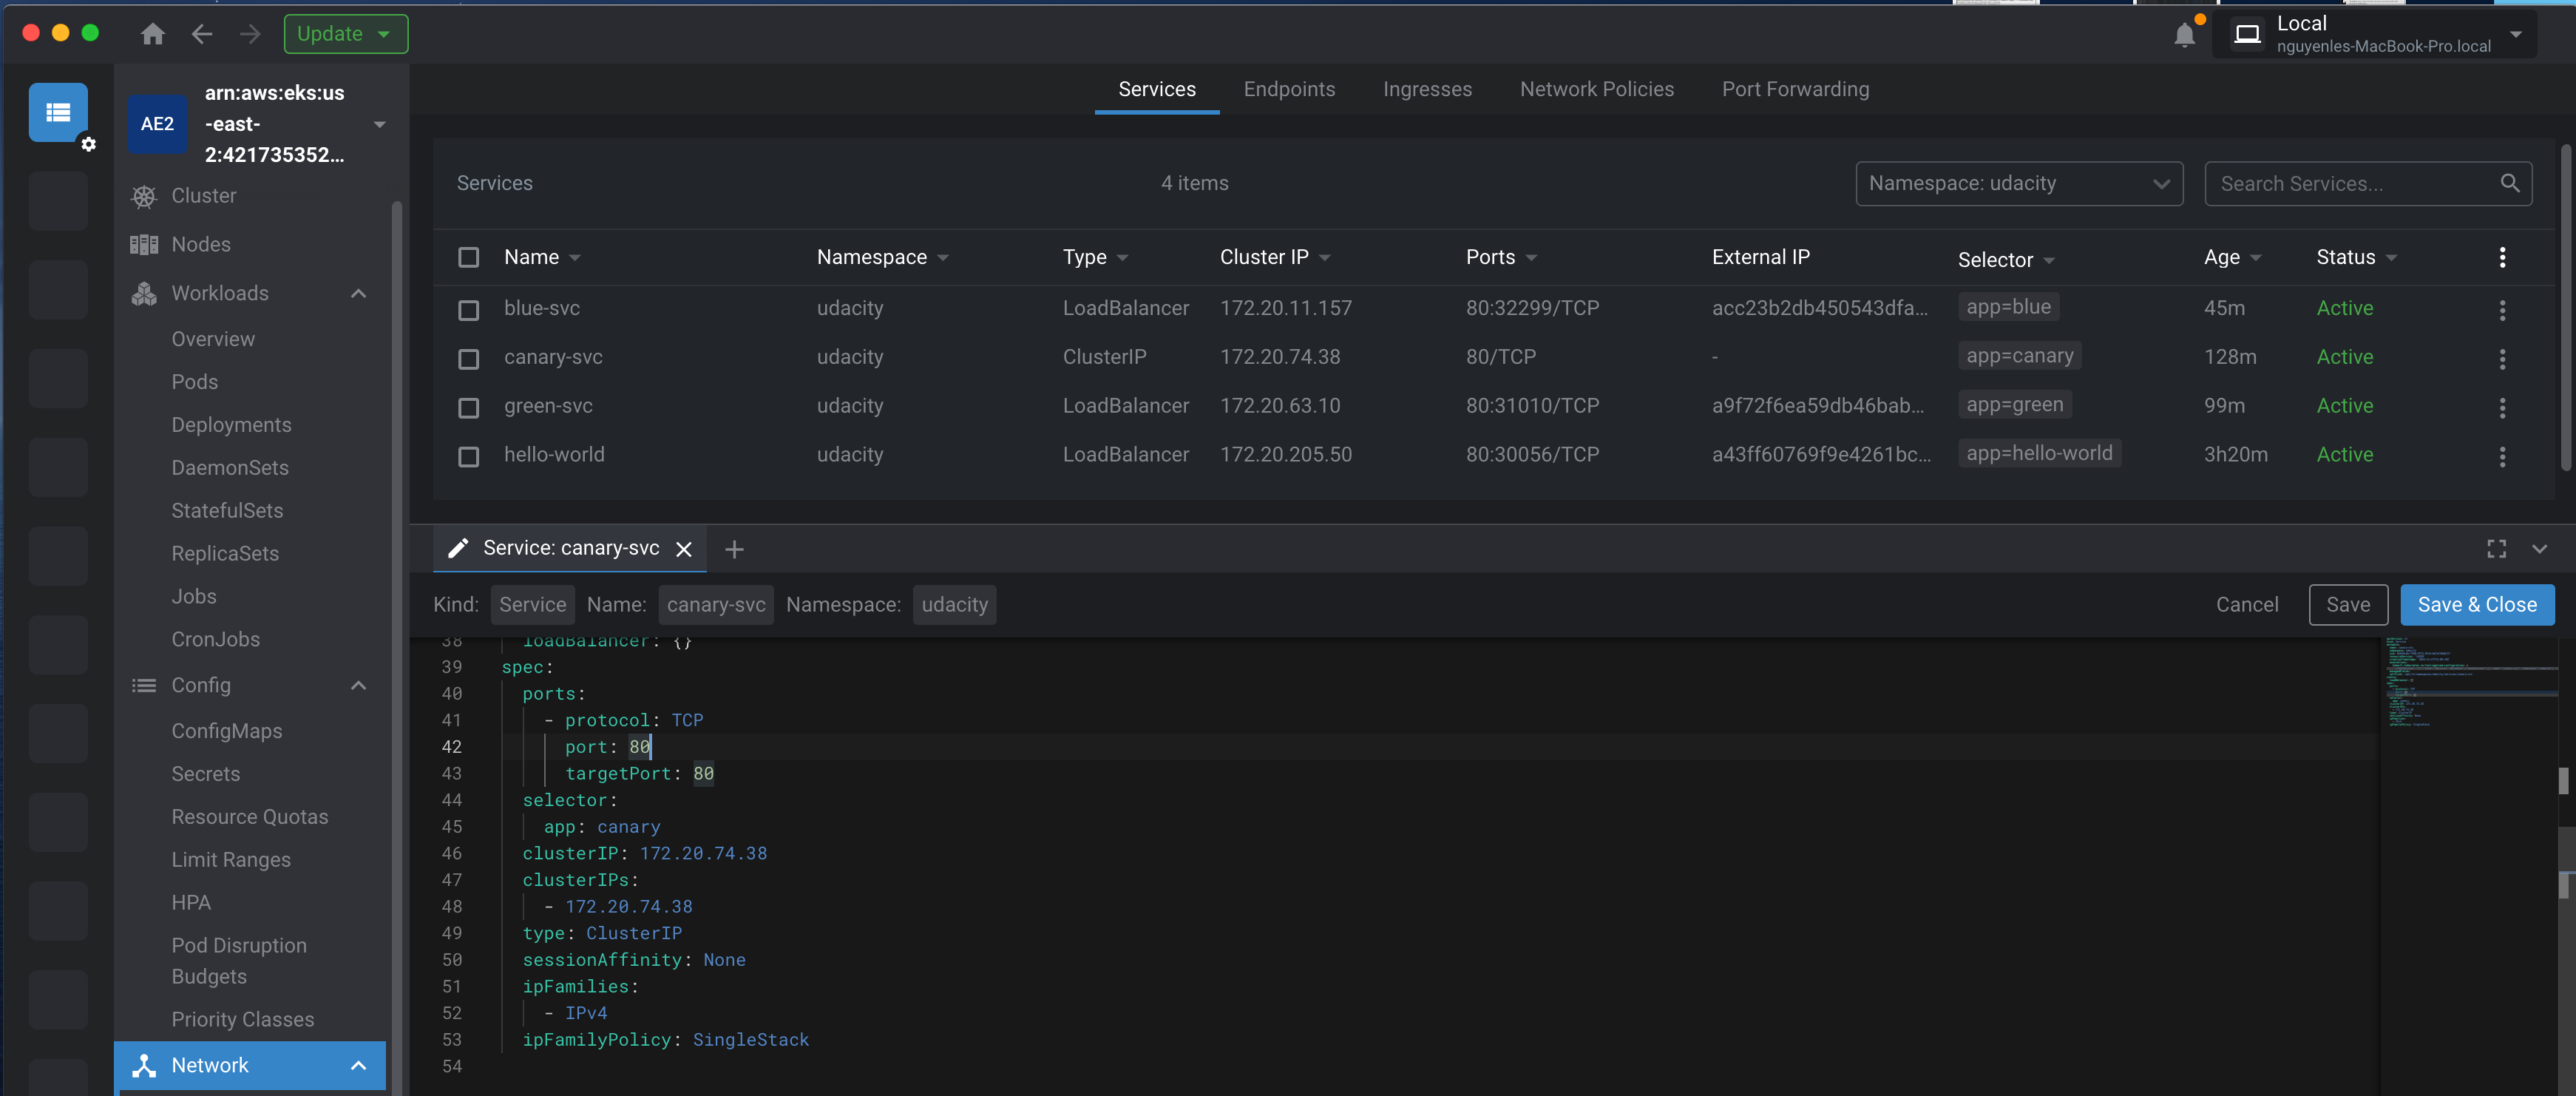 Update
Local
nguyenles-MacBook-Pro.local
AE2
arn:aws:eks:us
-east-
2:421735352...
Cluster
Nodes
Workloads
Overview
Pods
Deployments
DaemonSets
StatefulSets
ReplicaSets
Jobs
CronJobs
Config
ConfigMaps
Secrets
Resource Quotas
Limit Ranges
HPA
Pod Disruption
Budgets
Priority Classes
Network
Services Endpoints Ingresses Network Policies Port Forwarding
Services 4 items Namespace: udacity Search Services...
Name Namespace Type Cluster IP Ports External IP Selector Age Status
blue-svc udacity LoadBalancer 172.20.11.157 80:32299/TCP acc23b2db450543dfa... app=blue 45m Active
canary-svc udacity ClusterIP 172.20.74.38 80/TCP - app=canary 128m Active
green-svc udacity LoadBalancer 172.20.63.10 80:31010/TCP a9f72f6ea59db46bab... app=green 99m Active
hello-world udacity LoadBalancer 172.20.205.50 80:30056/TCP a43ff60769f9e4261bc... app=hello-world 3h20m Active
Service: canary-svc
Kind: Service Name: canary-svc Namespace: udacity Cancel Save Save & Close
38 loadBalancer: {}
39 spec:
40 ports:
41 - protocol: TCP
42 port: 80
43 targetPort: 80
44 selector:
45 app: canary
46 clusterIP: 172.20.74.38
47 clusterIPs:
48 - 172.20.74.38
49 type: ClusterIP
50 sessionAffinity: None
51 ipFamilies:
52 - IPv4
53 ipFamilyPolicy: SingleStack
54